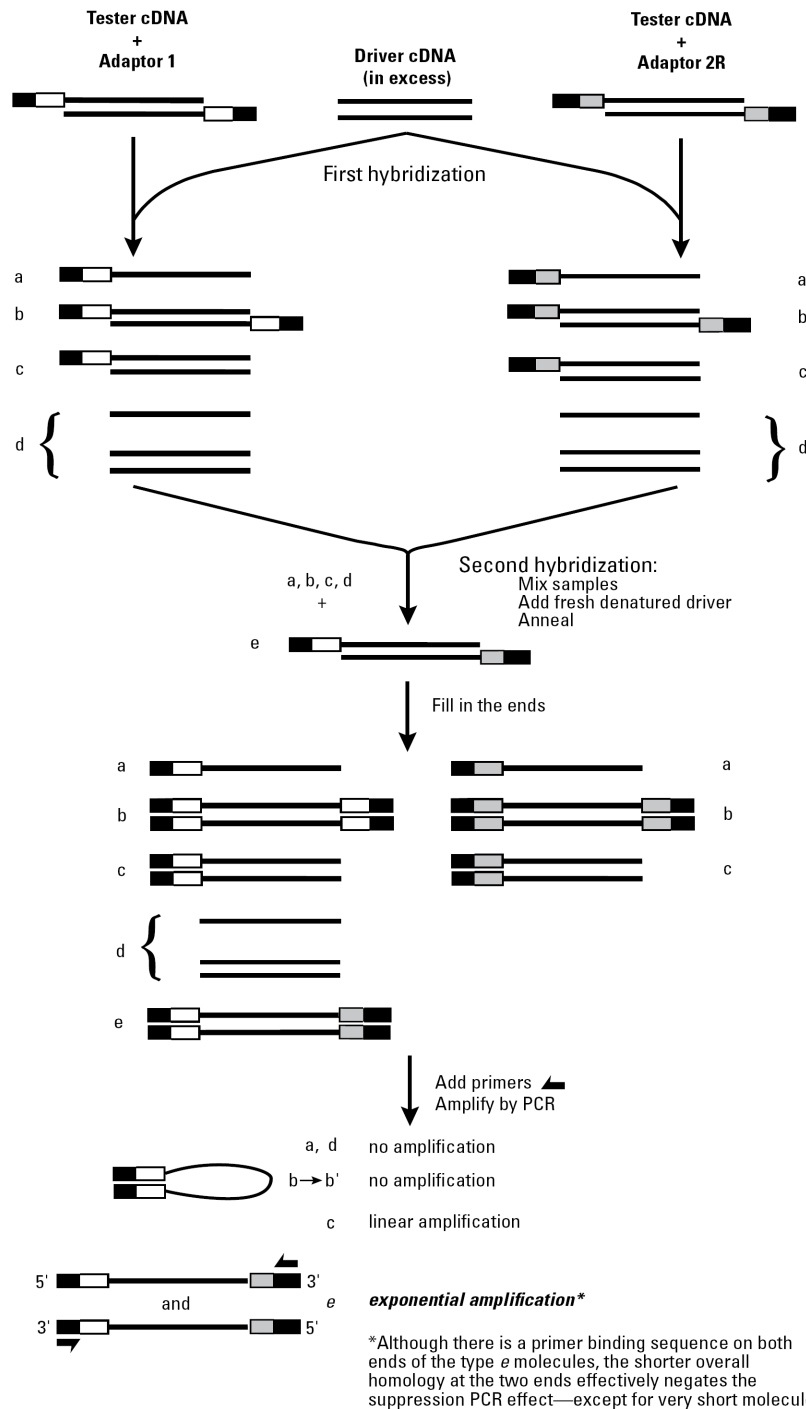 Tester cDNA
+
Adaptor 1
Driver cDNA
(in excess)
Tester cDNA
+
Adaptor 2R
First hybridization
a
b
c
d
a
b
c
d
Second hybridization:
Mix samples
Add fresh denatured driver
Anneal
a, b, c, d
+
e
Fill in the ends
a
a
b
b
c
c
d
e
Add primers
Amplify by PCR
a, d no amplification
b→b' no amplification
c linear amplification
5' 3'
and
3' 5'
e exponential amplification*
*Although there is a primer binding sequence on both
ends of the type e molecules, the shorter overall
homology at the two ends effectively negates the
suppression PCR effect—except for very short molecul